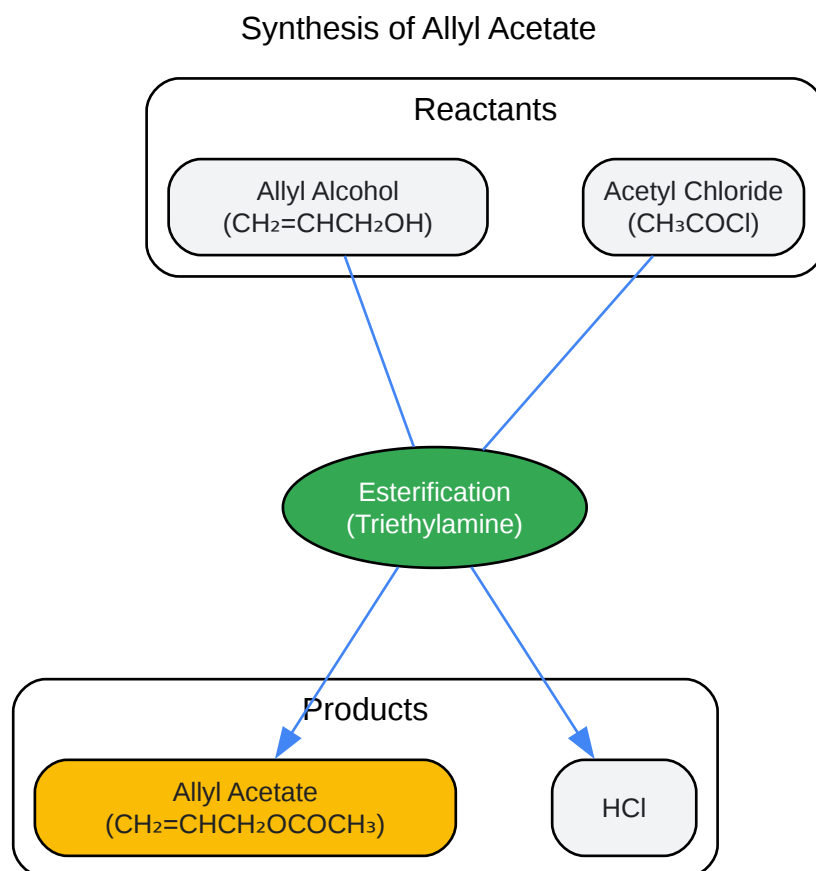 Synthesis of Allyl Acetate
Reactants
Allyl Alcohol
(CH₂=CHCH₂OH)
Acetyl Chloride
(CH₃COCl)
Esterification
(Triethylamine)
Products
Allyl Acetate
(CH₂=CHCH₂OCOCH₃)
HCl